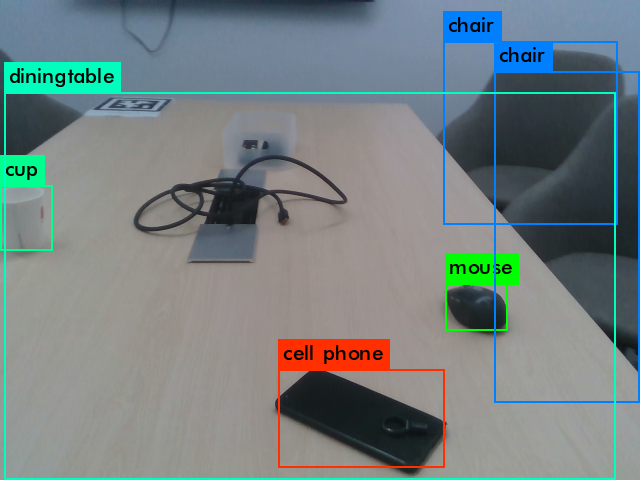 chair
chair
diningtable
cup
mouse
cell phone